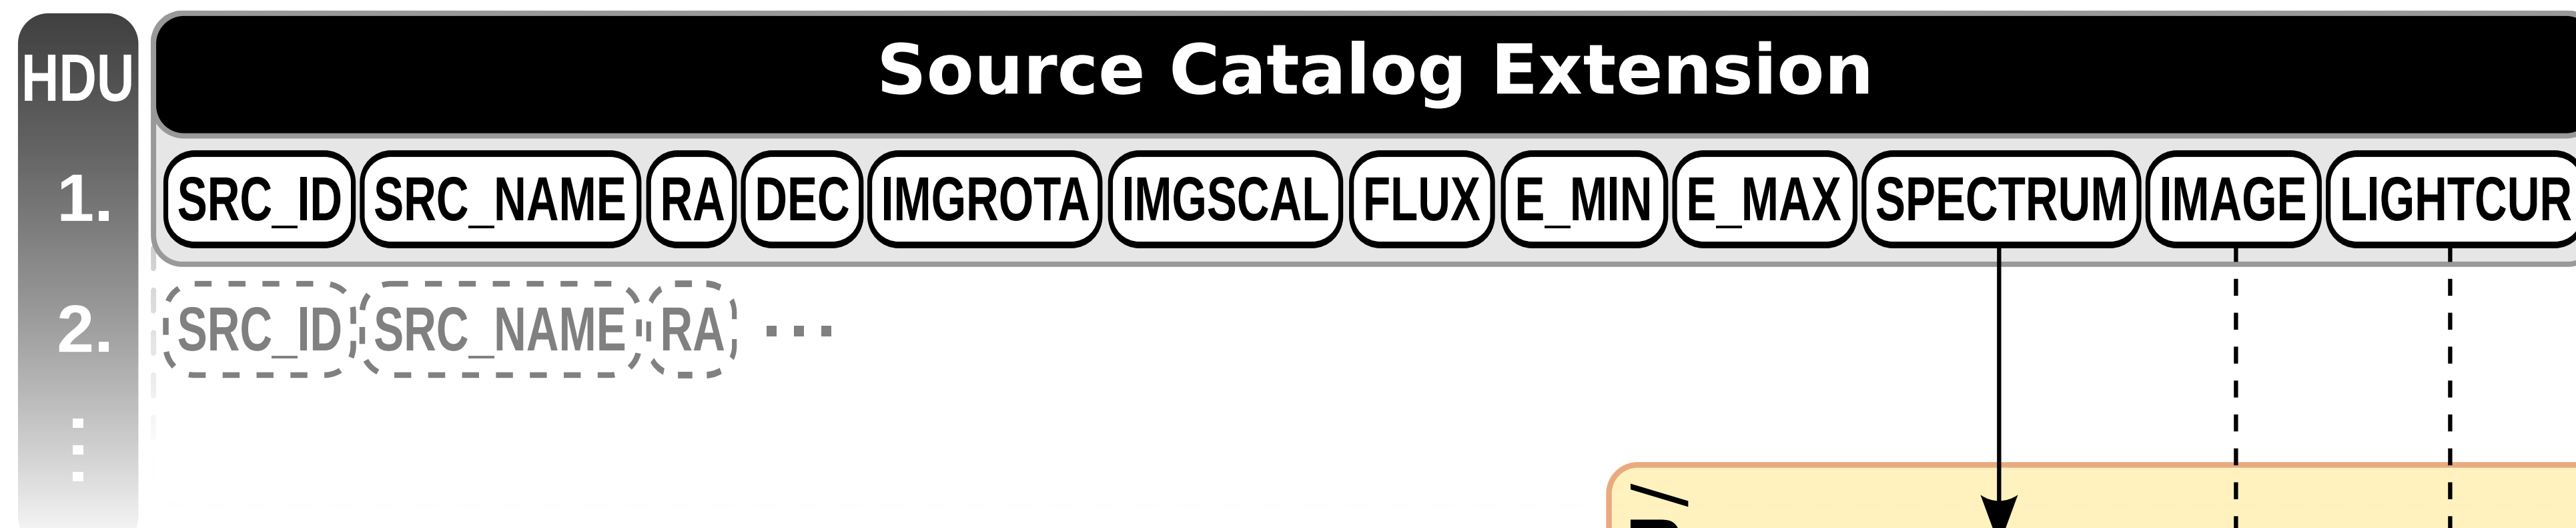 HDU Source Catalog Extension
1. SRC_ID SRC_NAME RA DEC IMGROTA IMGSCAL FLUX E_MIN E_MAX SPECTRUM IMAGE LIGHTCUR
2. SRC_ID SRC_NAME RA ...
/